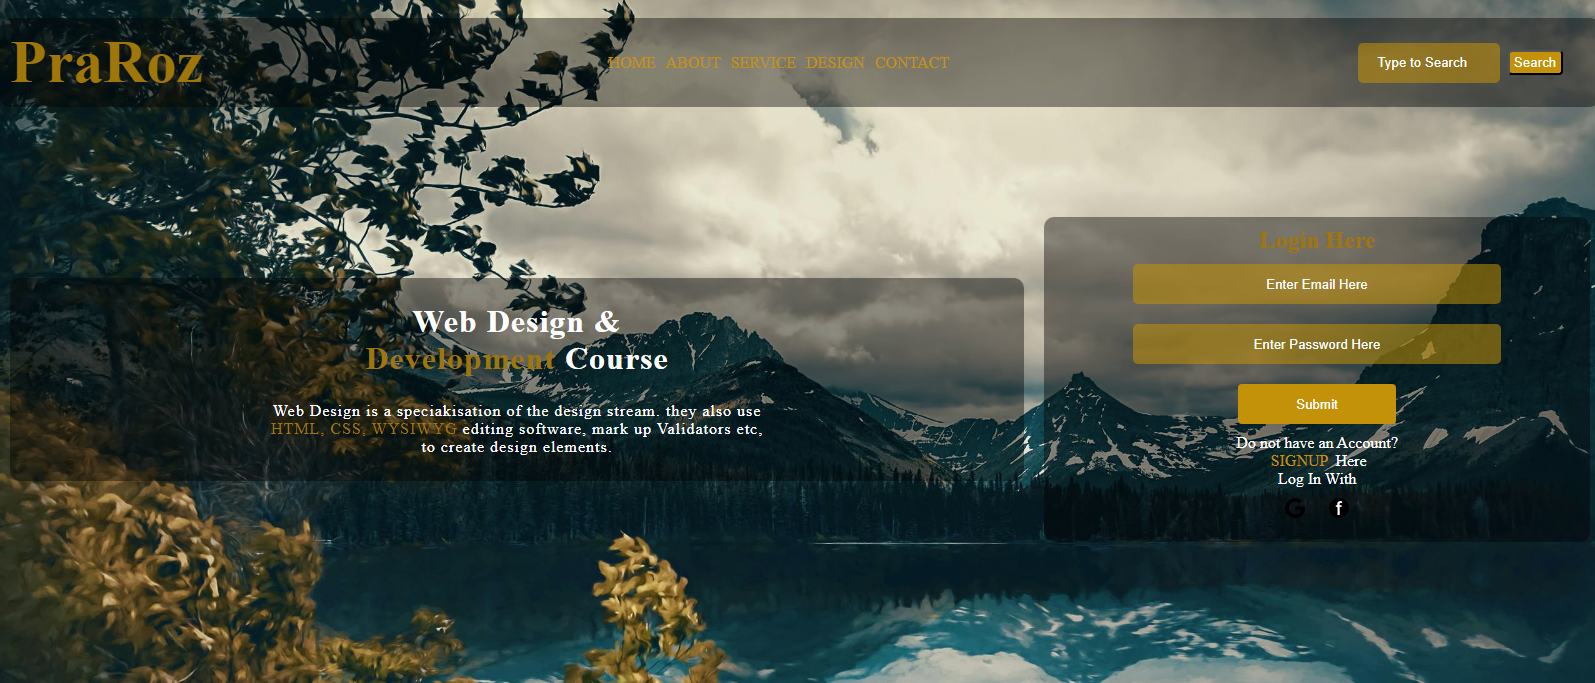 PraRoz
HOME ABOUT SERVICE DESIGN CONTACT
Type to Search
Search
Web Design &
Development Course
Web Design is a speciakisation of the design stream. they also use
HTML, CSS, WYSIWYG editing software, mark up Validators etc,
to create design elements.
Login Here
Enter Email Here
Enter Password Here
Submit
Do not have an Account?
SIGNUP Here
Log In With
G f